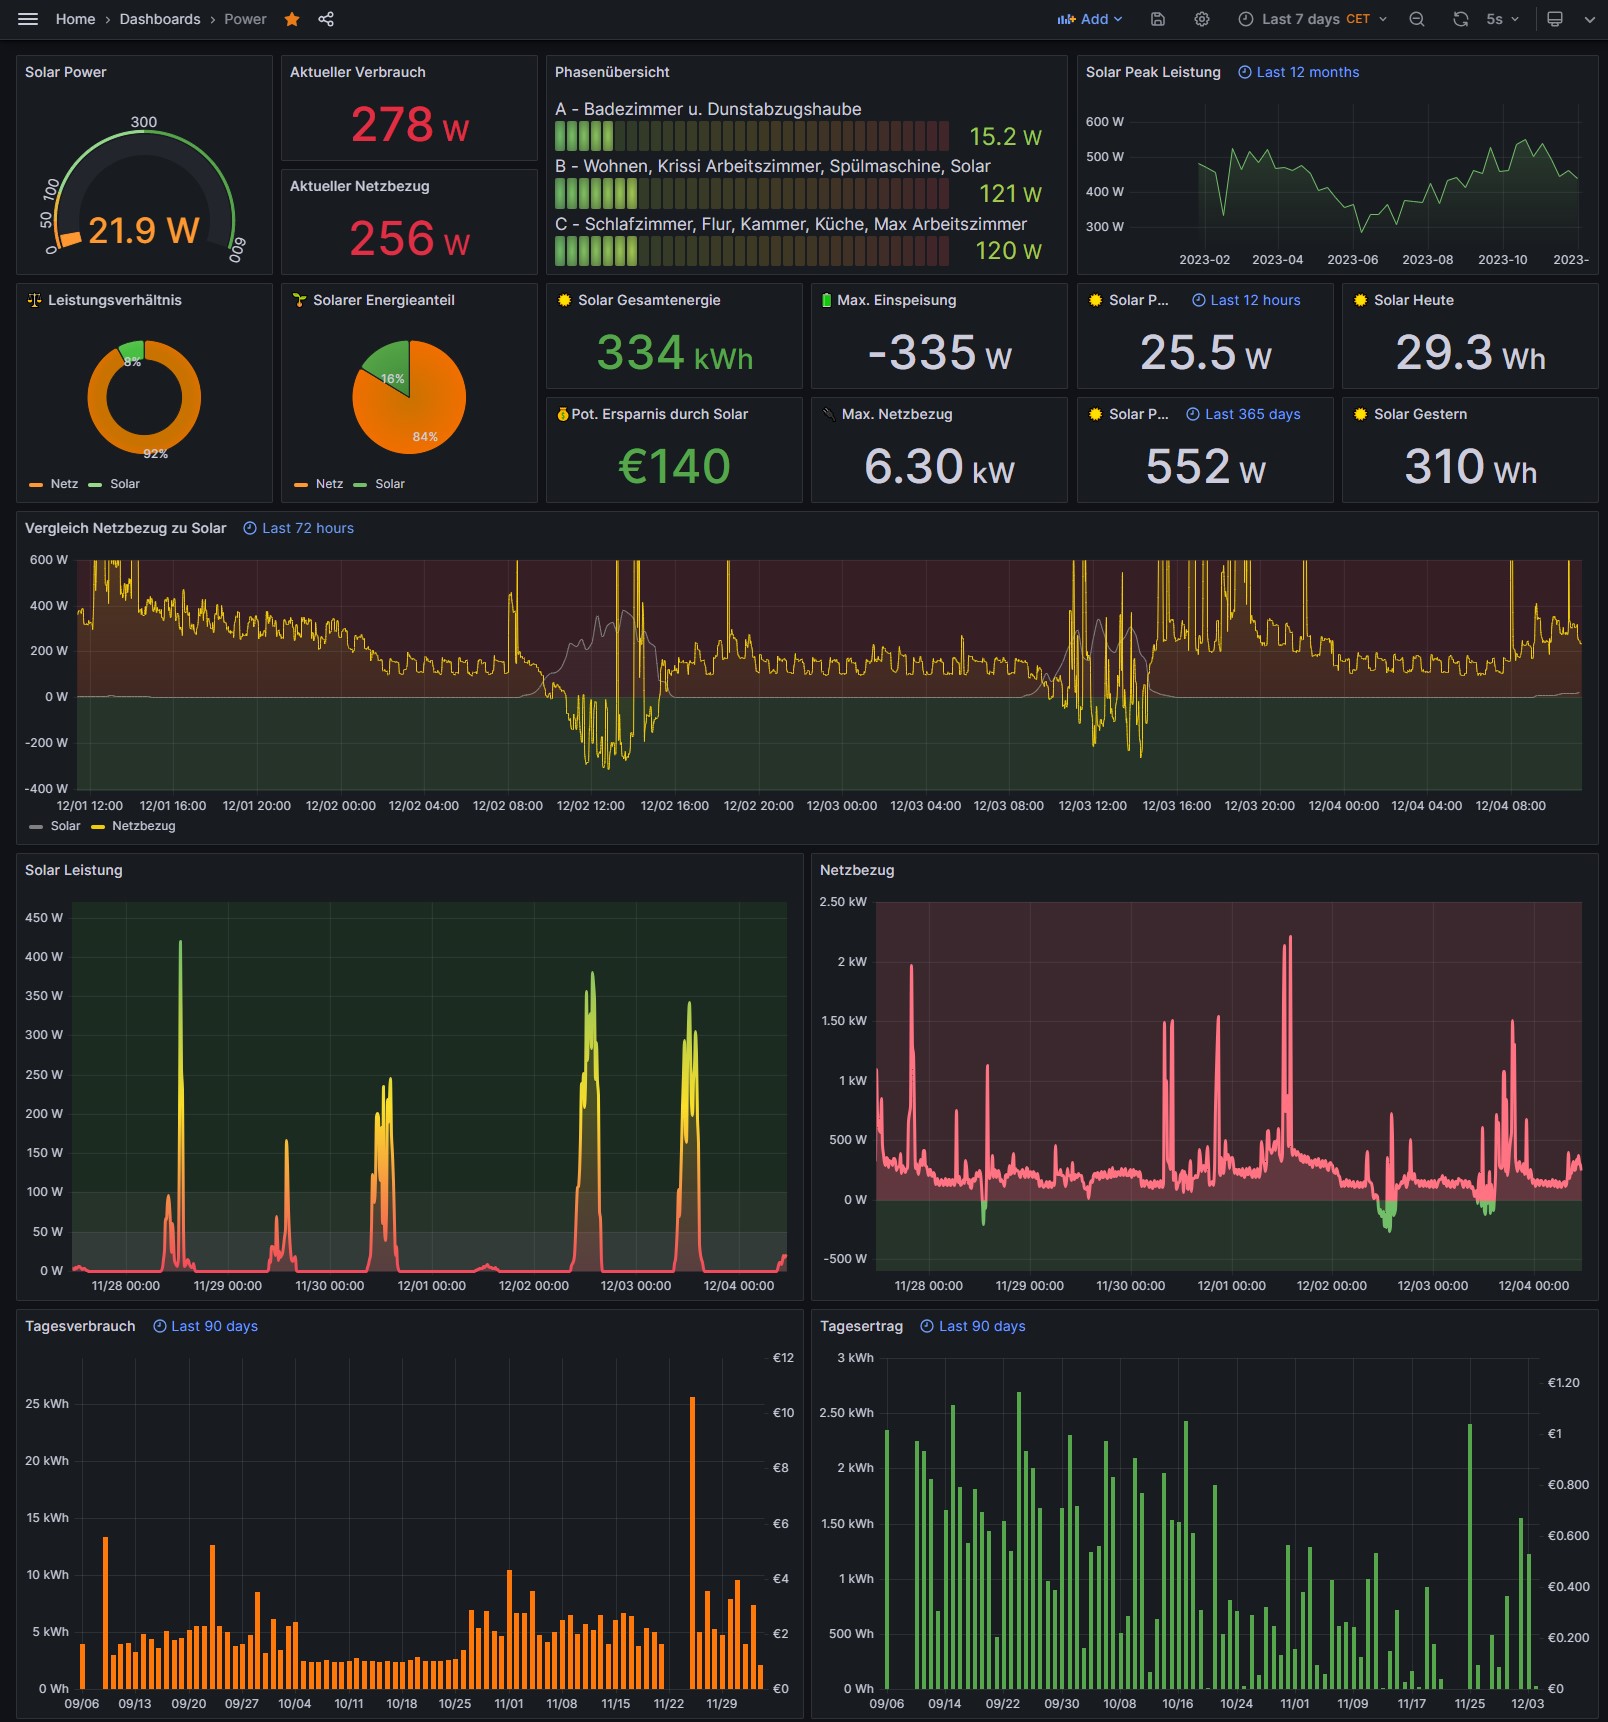 Home › Dashboards › Power
Add
Last 7 days CET
5s
Solar Power
0
50
100
300
600
21.9 W
Aktueller Verbrauch
278 W
Aktueller Netzbezug
256 W
Phasenübersicht
A - Badezimmer u. Dunstabzugshaube
15.2 W
B - Wohnen, Krissi Arbeitszimmer, Spülmaschine, Solar
121 W
C - Schlafzimmer, Flur, Kammer, Küche, Max Arbeitszimmer
120 W
Solar Peak Leistung Last 12 months
600 W
500 W
400 W
300 W
2023-02 2023-04 2023-06 2023-08 2023-10 2023-
Leistungsverhältnis
8%
92%
Netz Solar
Solarer Energieanteil
16%
84%
Netz Solar
Solar Gesamtenergie
334 kWh
Max. Einspeisung
-335 W
Solar P... Last 12 hours
25.5 W
Solar Heute
29.3 Wh
Pot. Ersparnis durch Solar
€140
Max. Netzbezug
6.30 kW
Solar P... Last 365 days
552 W
Solar Gestern
310 Wh
Vergleich Netzbezug zu Solar Last 72 hours
600 W
400 W
200 W
0 W
-200 W
-400 W
12/01 12:00 12/01 16:00 12/01 20:00 12/02 00:00 12/02 04:00 12/02 08:00 12/02 12:00 12/02 16:00 12/02 20:00 12/03 00:00 12/03 04:00 12/03 08:00 12/03 12:00 12/03 16:00 12/03 20:00 12/04 00:00 12/04 04:00 12/04 08:00
Solar Netzbezug
Solar Leistung
450 W
400 W
350 W
300 W
250 W
200 W
150 W
100 W
50 W
0 W
11/28 00:00 11/29 00:00 11/30 00:00 12/01 00:00 12/02 00:00 12/03 00:00 12/04 00:00
Netzbezug
2.50 kW
2 kW
1.50 kW
1 kW
500 W
0 W
-500 W
11/28 00:00 11/29 00:00 11/30 00:00 12/01 00:00 12/02 00:00 12/03 00:00 12/04 00:00
Tagesverbrauch Last 90 days
25 kWh
20 kWh
15 kWh
10 kWh
5 kWh
0 Wh
€12
€10
€8
€6
€4
€2
€0
09/06 09/13 09/20 09/27 10/04 10/11 10/18 10/25 11/01 11/08 11/15 11/22 11/29
Tagesertrag Last 90 days
3 kWh
2.50 kWh
2 kWh
1.50 kWh
1 kWh
500 Wh
0 Wh
€1.20
€1
€0.800
€0.600
€0.400
€0.200
€0
09/06 09/14 09/22 09/30 10/08 10/16 10/24 11/01 11/09 11/17 11/25 12/03